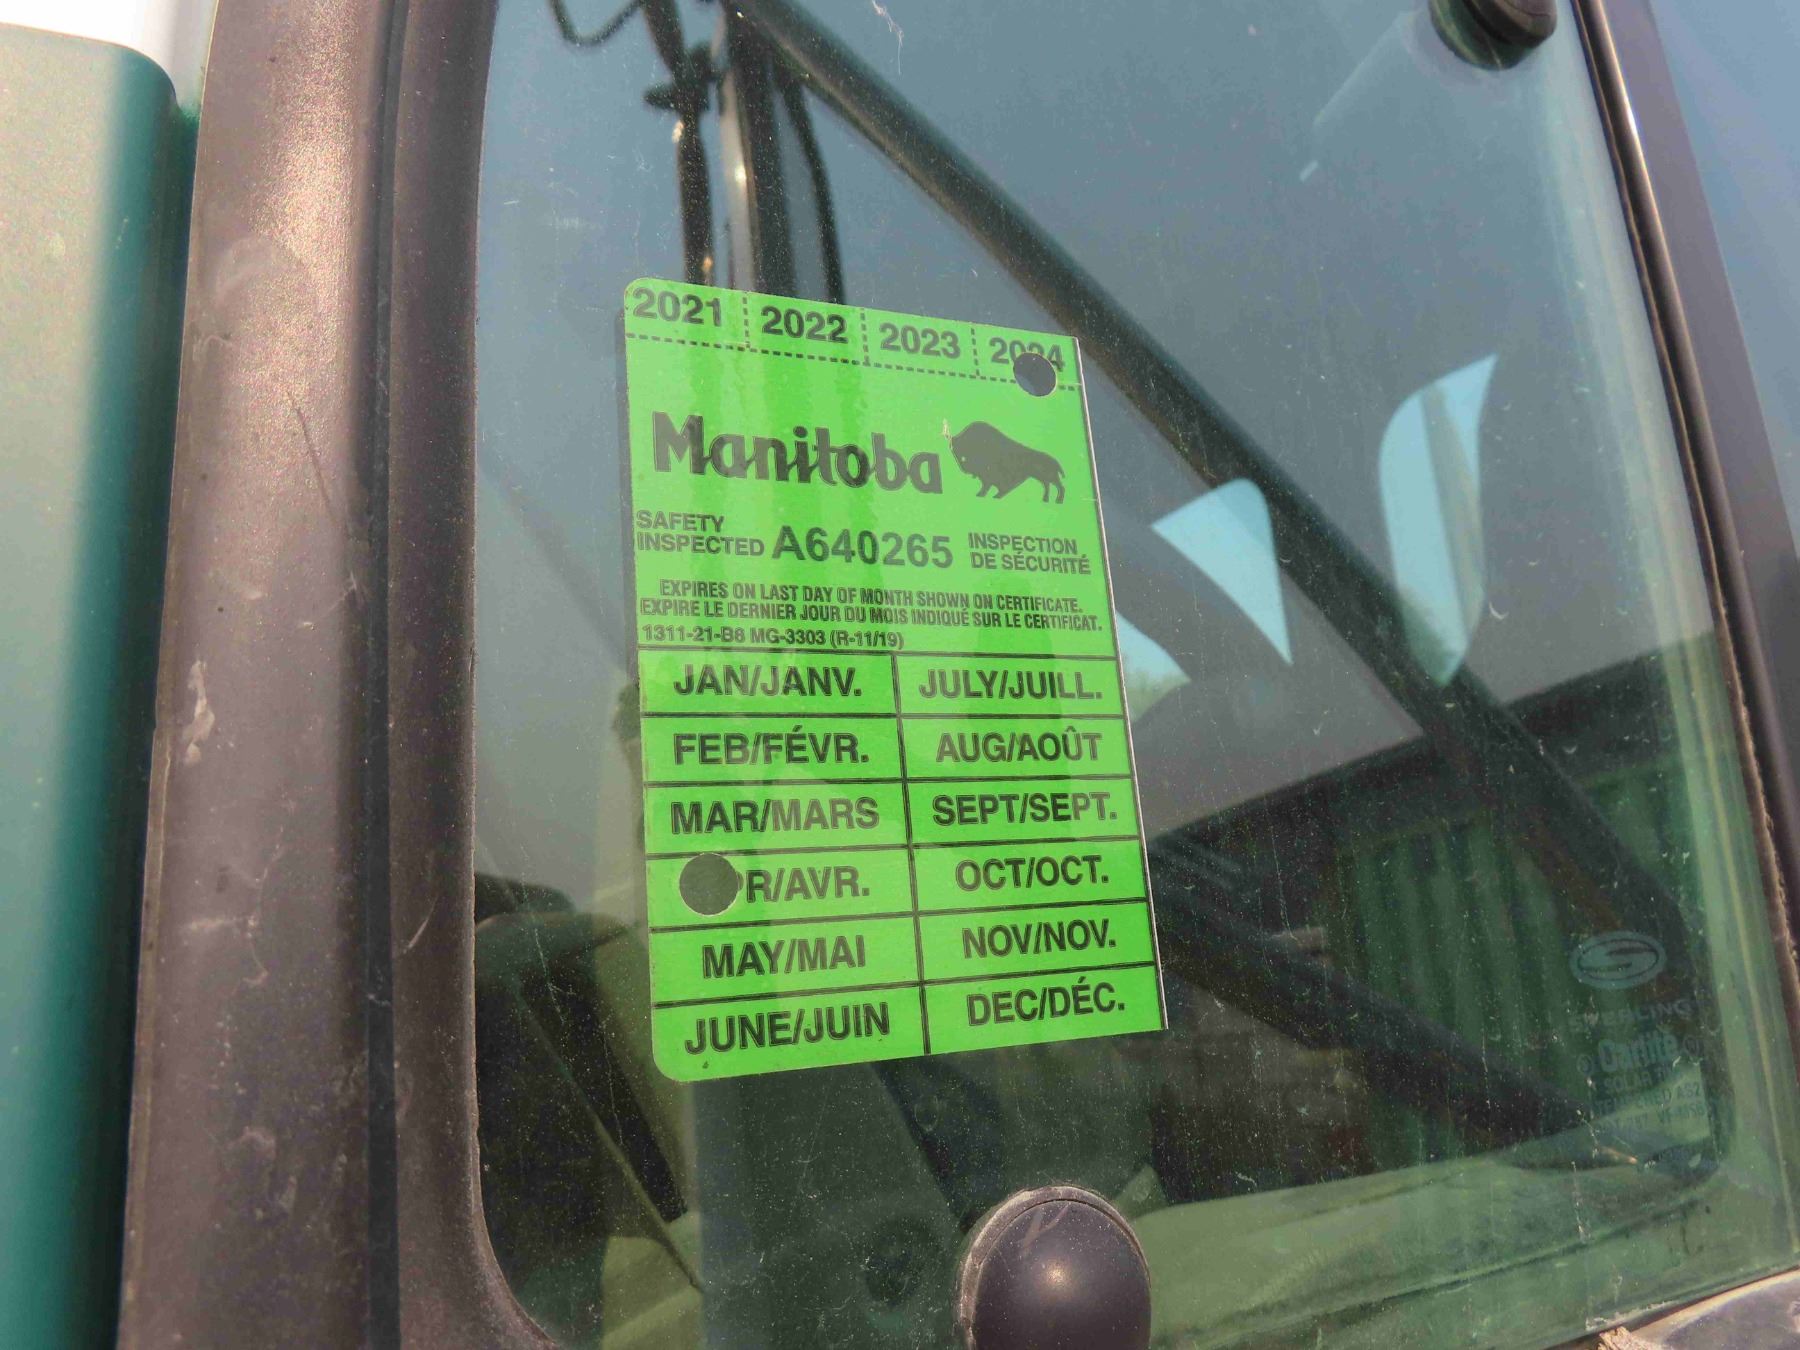 2021 2022 2023 2024
Manitoba
SAFETY
INSPECTED A640265 INSPECTION
DE SÉCURITÉ
EXPIRES ON LAST DAY OF MONTH SHOWN ON CERTIFICATE.
EXPIRE LE DERNIER JOUR DU MOIS INDIQUÉ SUR LE CERTIFICAT.
1311-21-B6 MG-3303 (R-11/19)
JAN/JANV. JULY/JUILL.
FEB/FÉVR. AUG/AOÛT
MAR/MARS SEPT/SEPT.
R/AVR. OCT/OCT.
MAY/MAI NOV/NOV.
JUNE/JUIN DEC/DÉC.
Carlite
SOLAR